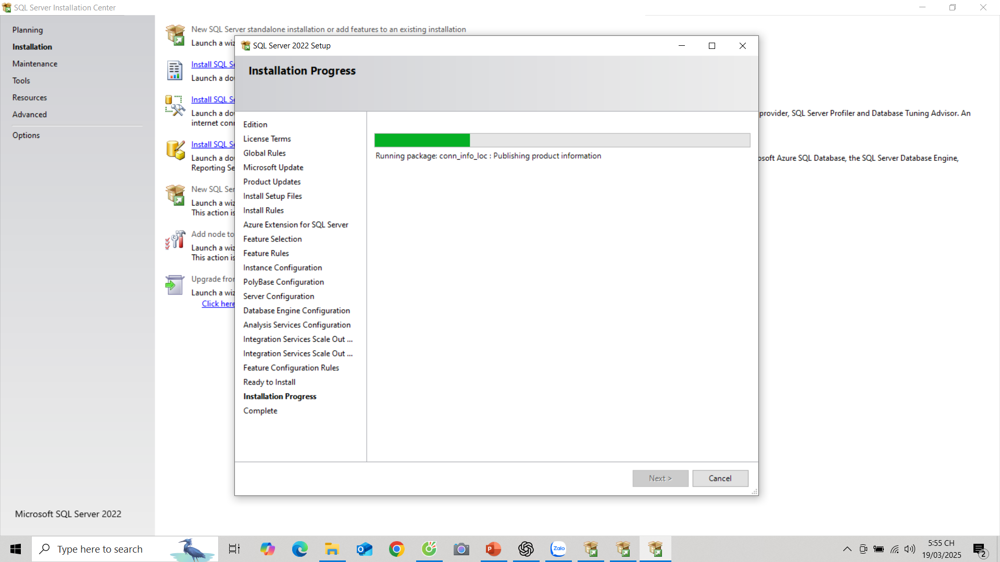 SQL Server Installation Center
Planning
Installation
Maintenance
Tools
Resources
Advanced
Options
Microsoft SQL Server 2022
New SQL Server standalone installation or add features to an existing installation
Launch a wiz
Install SQL Se
Launch a do
Install SQL Se
Launch a do
internet con
provider, SQL Server Profiler and Database Tuning Advisor. An
Install SQL Se
Launch a do
Reporting Se
osoft Azure SQL Database, the SQL Server Database Engine,
New SQL Ser
Launch a wiz
This action is
Add node to
Launch a wiz
This action is
Upgrade fro
Launch a wiz
Click here
SQL Server 2022 Setup
Installation Progress
Edition
License Terms
Global Rules
Microsoft Update
Product Updates
Install Setup Files
Install Rules
Azure Extension for SQL Server
Feature Selection
Feature Rules
Instance Configuration
PolyBase Configuration
Server Configuration
Database Engine Configuration
Analysis Services Configuration
Integration Services Scale Out ...
Integration Services Scale Out ...
Feature Configuration Rules
Ready to Install
Installation Progress
Complete
Running package: conn_info_loc : Publishing product information
Next >
Cancel
Type here to search
Zalo
5:55 CH
19/03/2025
2